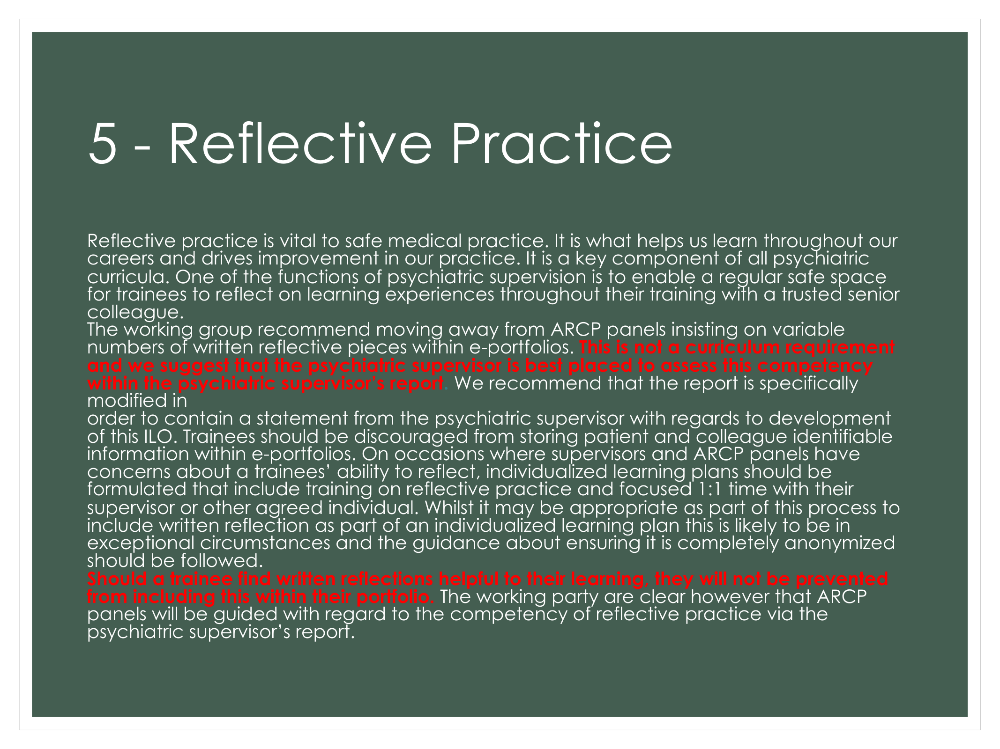 5 - Reflective Practice
Reflective practice is vital to safe medical practice. It is what helps us learn throughout our
careers and drives improvement in our practice. It is a key component of all psychiatric
curricula. One of the functions of psychiatric supervision is to enable a regular safe space
for trainees to reflect on learning experiences throughout their training with a trusted senior
colleague.
The working group recommend moving away from ARCP panels insisting on variable
numbers of written reflective pieces within e-portfolios. This is not a curriculum requirement
and we suggest that the psychiatric supervisor is best placed to assess this competency
within the psychiatric supervisor's report. We recommend that the report is specifically
modified in
order to contain a statement from the psychiatric supervisor with regards to development
of this ILO. Trainees should be discouraged from storing patient and colleague identifiable
information within e-portfolios. On occasions where supervisors and ARCP panels have
concerns about a trainees’ ability to reflect, individualized learning plans should be
formulated that include training on reflective practice and focused 1:1 time with their
supervisor or other agreed individual. Whilst it may be appropriate as part of this process to
include written reflection as part of an individualized learning plan this is likely to be in
exceptional circumstances and the guidance about ensuring it is completely anonymized
should be followed.
Should a trainee find written reflections helpful to their learning, they will not be prevented
from including this within their portfolio. The working party are clear however that ARCP
panels will be guided with regard to the competency of reflective practice via the
psychiatric supervisor’s report.